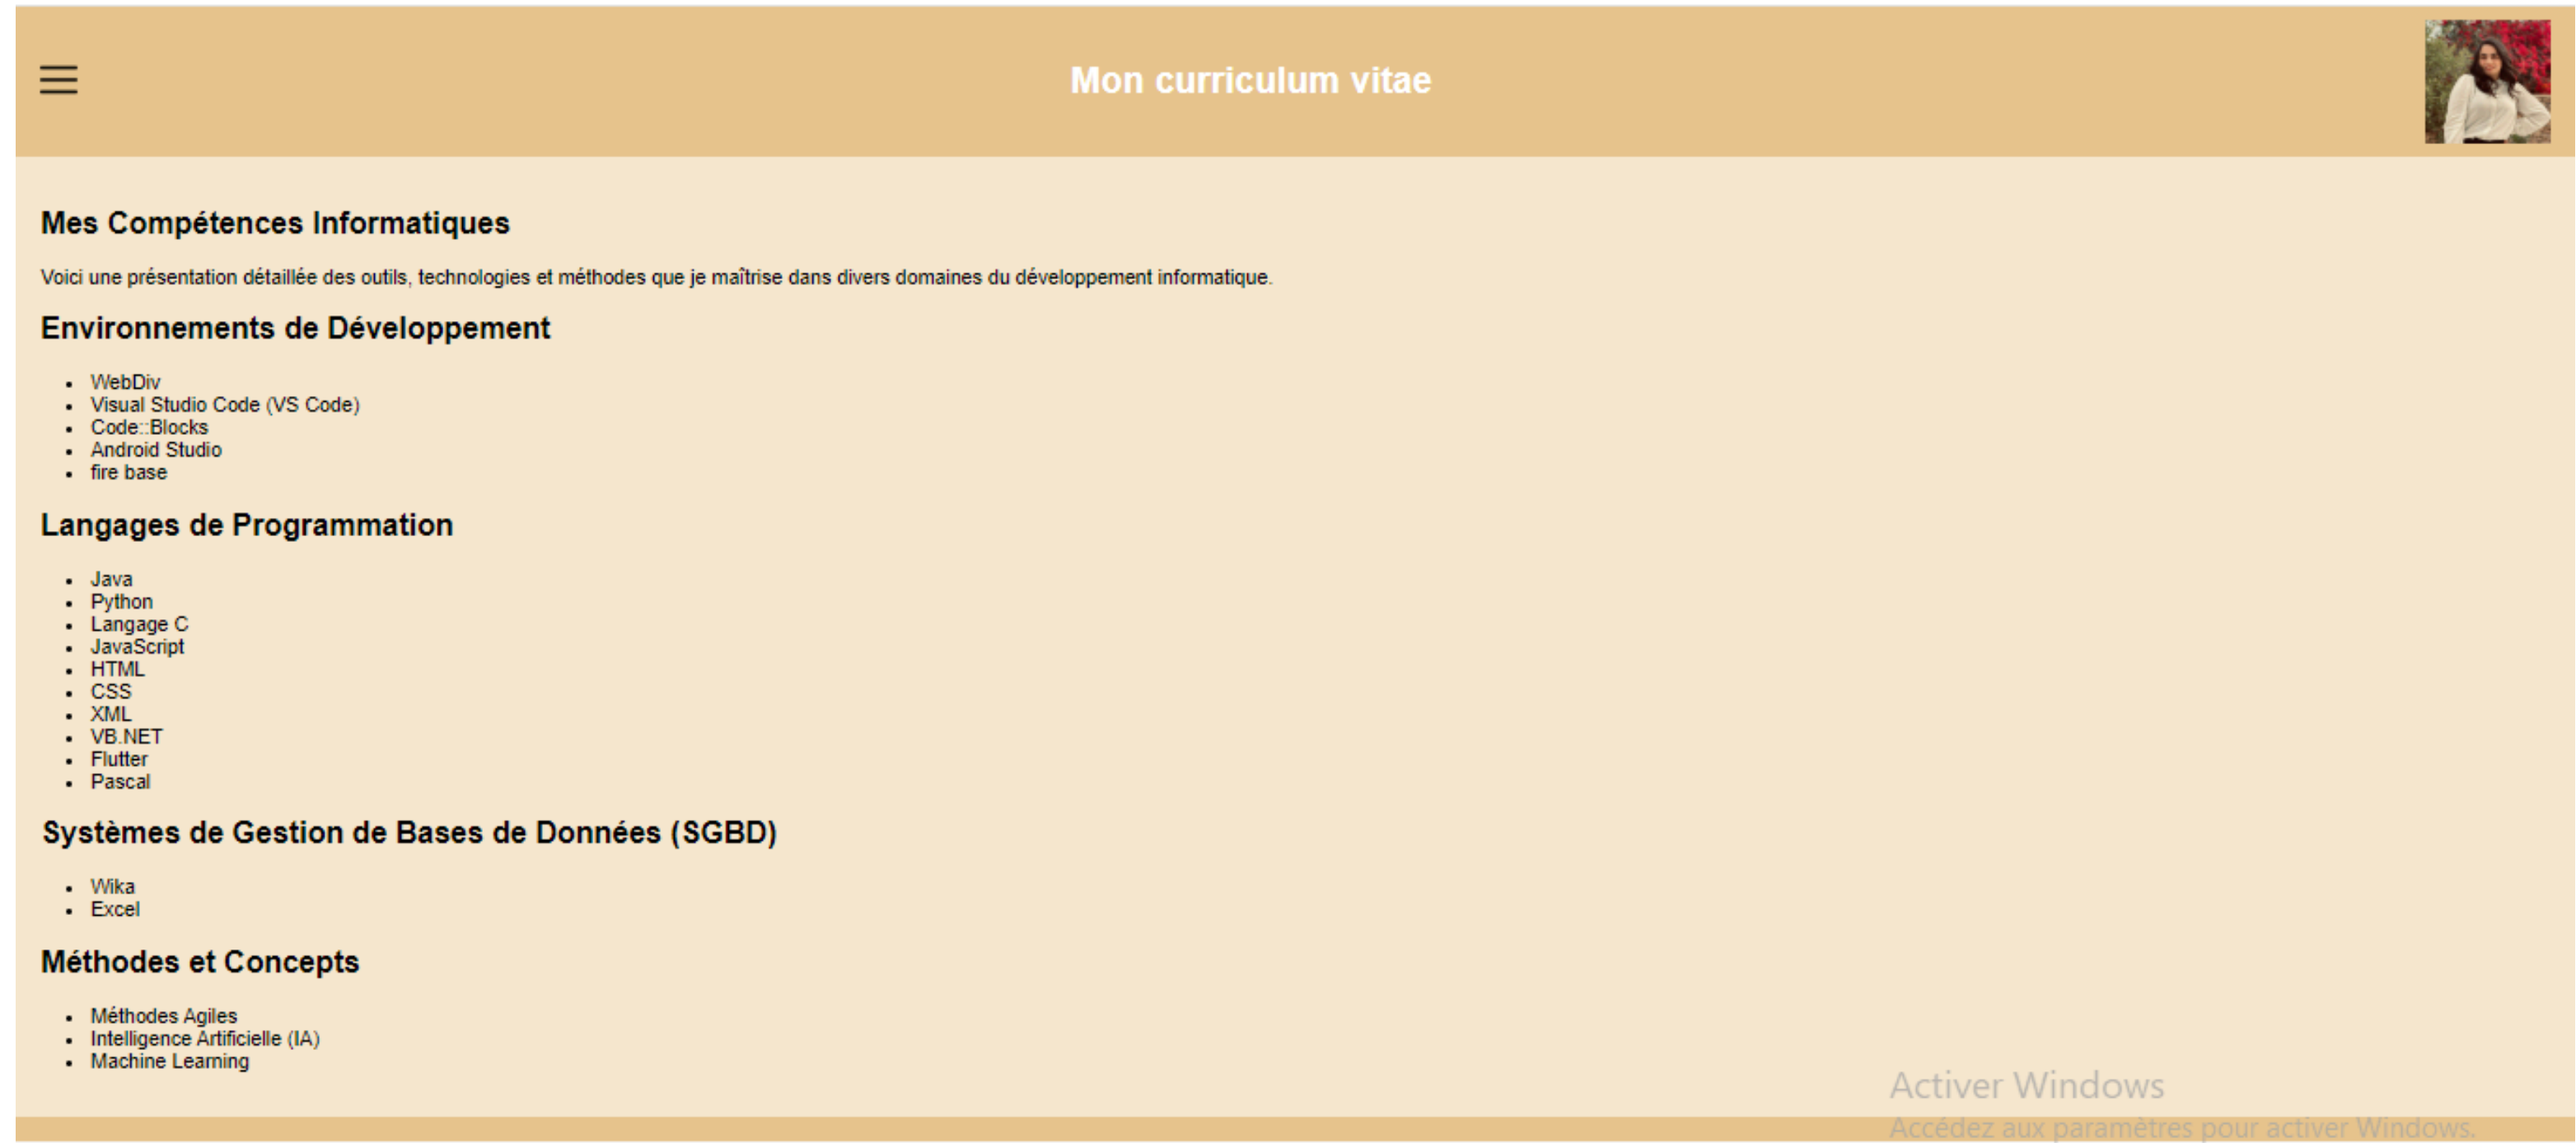 Mon curriculum vitae
Mes Compétences Informatiques
Voici une présentation détaillée des outils, technologies et méthodes que je maîtrise dans divers domaines du développement informatique.
Environnements de Développement
WebDiv
Visual Studio Code (VS Code)
Code::Blocks
Android Studio
fire base
Langages de Programmation
Java
Python
Langage C
JavaScript
HTML
CSS
XML
VB.NET
Flutter
Pascal
Systèmes de Gestion de Bases de Données (SGBD)
Wika
Excel
Méthodes et Concepts
Méthodes Agiles
Intelligence Artificielle (IA)
Machine Learning
Activer Windows
Accédez aux paramètres pour activer Windows.